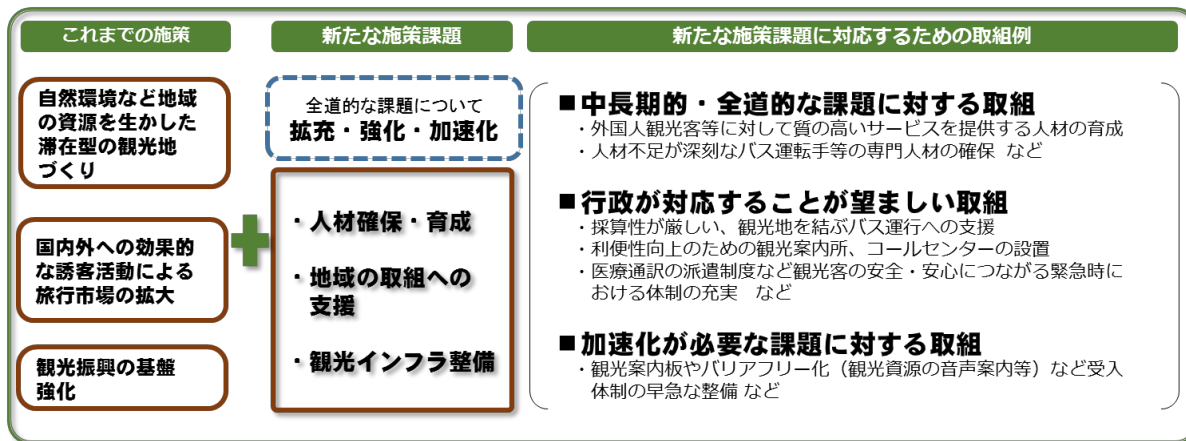 これまでの施策
自然環境など地域
の資源を生かした
滞在型の観光地
づくり
国内外への効果的
な誘客活動による
旅行市場の拡大
観光振興の基盤
強化
新たな施策課題
全道的な課題について
拡充・強化・加速化
・人材確保・育成
・地域の取組への
支援
・観光インフラ整備
新たな施策課題に対応するための取組例
■中長期的・全道的な課題に対する取組
・外国人観光客等に対して質の高いサービスを提供する人材の育成
・人材不足が深刻なバス運転手等の専門人材の確保 など
■行政が対応することが望ましい取組
・採算性が厳しい、観光地を結ぶバス運行への支援
・利便性向上のための観光案内所、コールセンターの設置
・医療通訳の派遣制度など観光客の安全・安心につながる緊急時に
おける体制の充実 など
■加速化が必要な課題に対する取組
・観光案内板やバリアフリー化（観光資源の音声案内等）など受入
体制の早急な整備 など